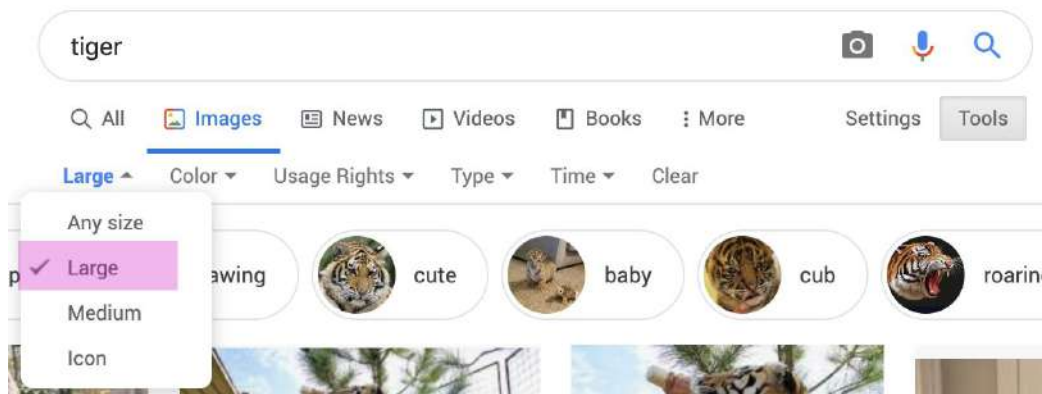 tiger
All Images News Videos Books More Settings Tools
Large Color Usage Rights Type Time Clear
Any size
Large
Medium
Icon
p awing cute baby cub roarin